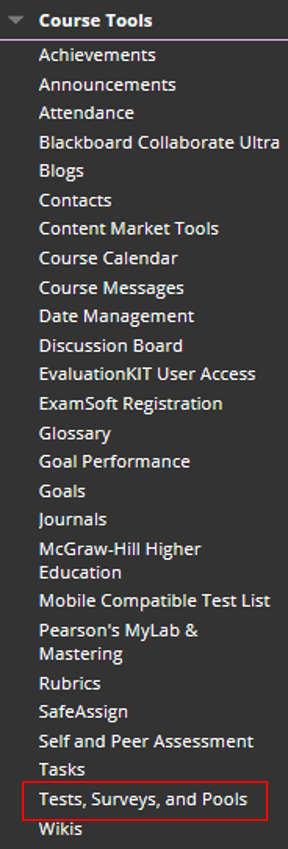 Course Tools
Achievements
Announcements
Attendance
Blackboard Collaborate Ultra
Blogs
Contacts
Content Market Tools
Course Calendar
Course Messages
Date Management
Discussion Board
EvaluationKIT User Access
ExamSoft Registration
Glossary
Goal Performance
Goals
Journals
McGraw-Hill Higher
Education
Mobile Compatible Test List
Pearson's MyLab &
Mastering
Rubrics
SafeAssign
Self and Peer Assessment
Tasks
Tests, Surveys, and Pools
Wikis